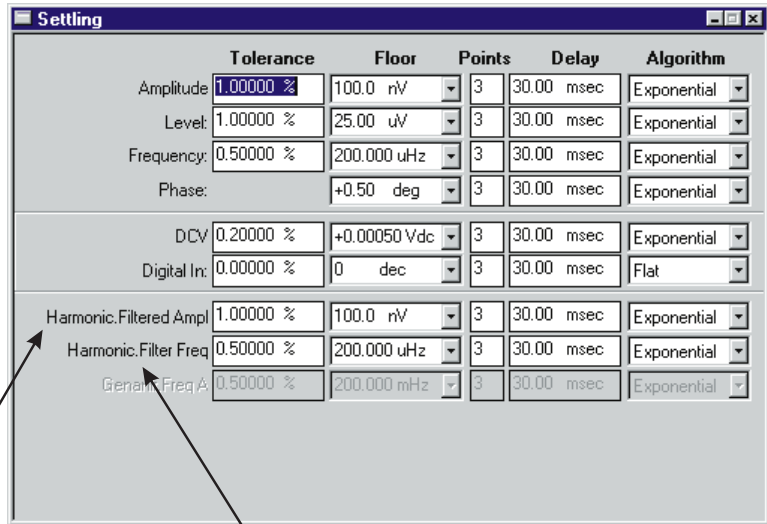 Settling
Tolerance Floor Points Delay Algorithm
Amplitude 1.00000 % 100.0 nV 3 30.00 msec Exponential
Level: 1.00000 % 25.00 uV 3 30.00 msec Exponential
Frequency: 0.50000 % 200.000 uHz 3 30.00 msec Exponential
Phase: +0.50 deg 3 30.00 msec Exponential
DCV 0.20000 % +0.00050 Vdc 3 30.00 msec Exponential
Digital In: 0.00000 % 0 dec 3 30.00 msec Flat
Harmonic.Filtered Ampl 1.00000 % 100.0 nV 3 30.00 msec Exponential
Harmonic.Filter Freq 0.50000 % 200.000 uHz 3 30.00 msec Exponential
Freq A 0.50000 % 200.000 mHz 3 30.00 msec Exponential